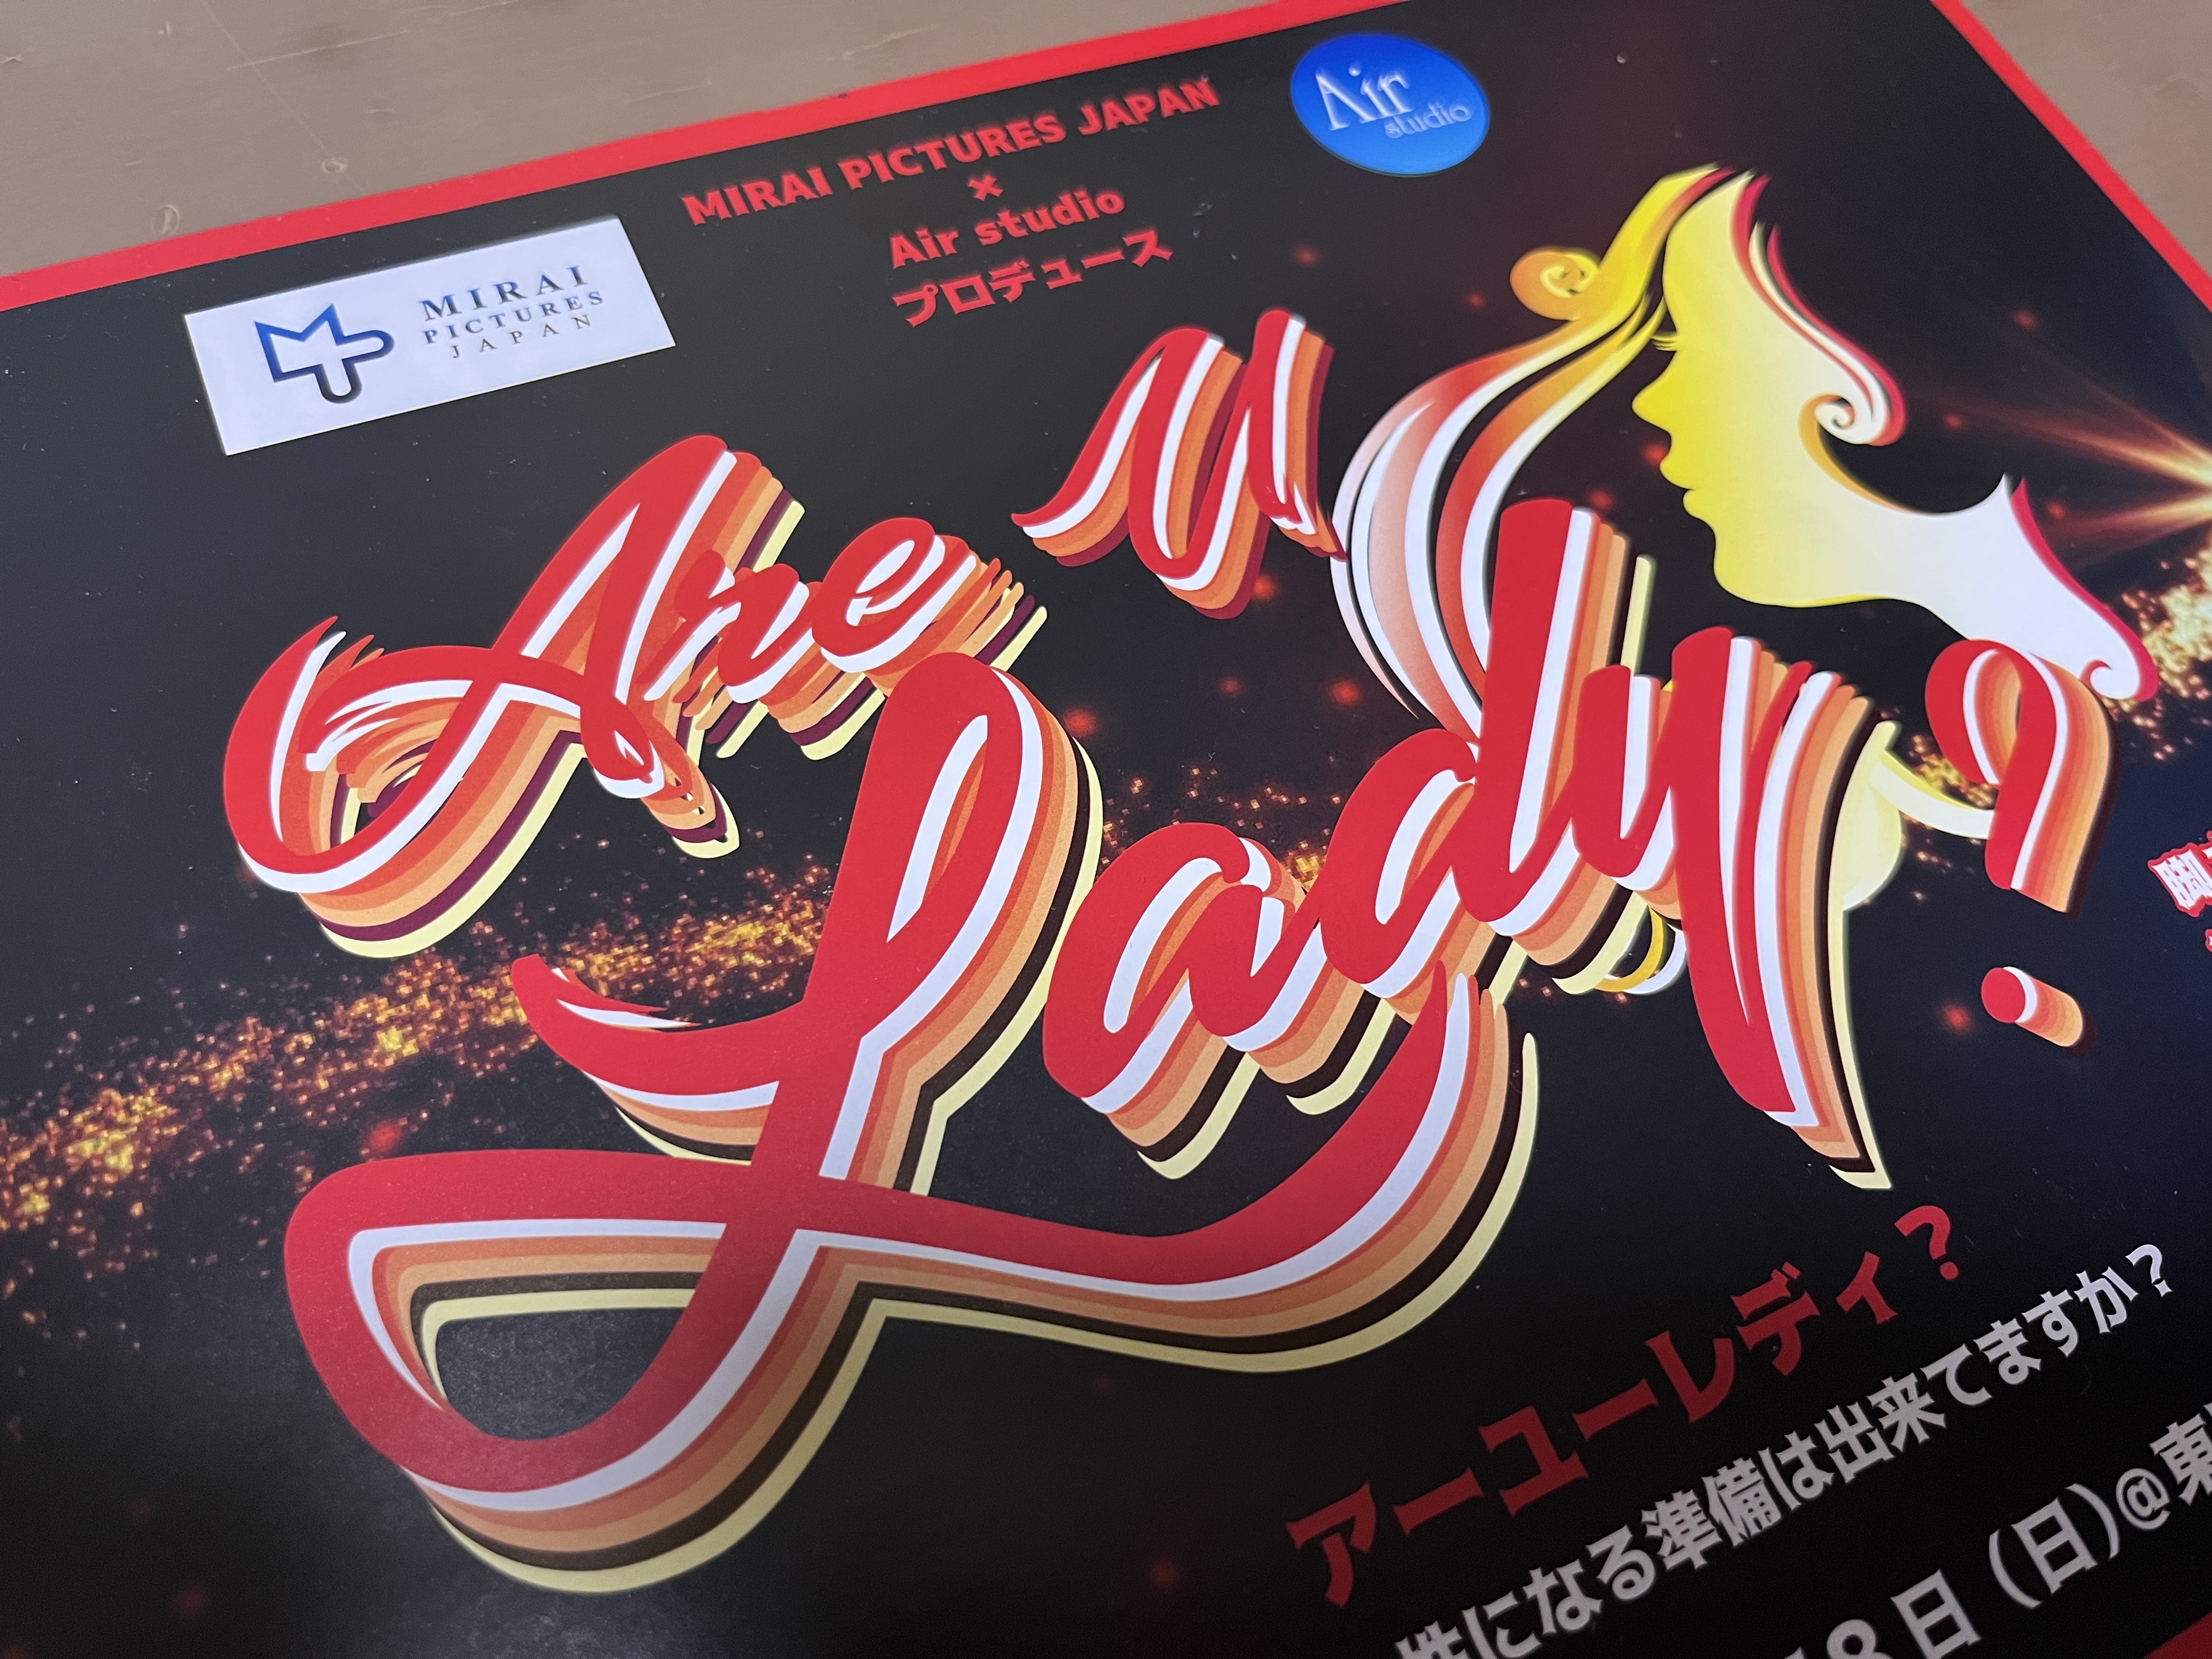 MIRAI PICTURES JAPAN
×
Air studio
プロデュース
Air
studio
MIRAI
PICTURES
JAPAN
Are U
Lady?
アーユーレディ?
性になる準備は出来てますか?
8日(日)@東